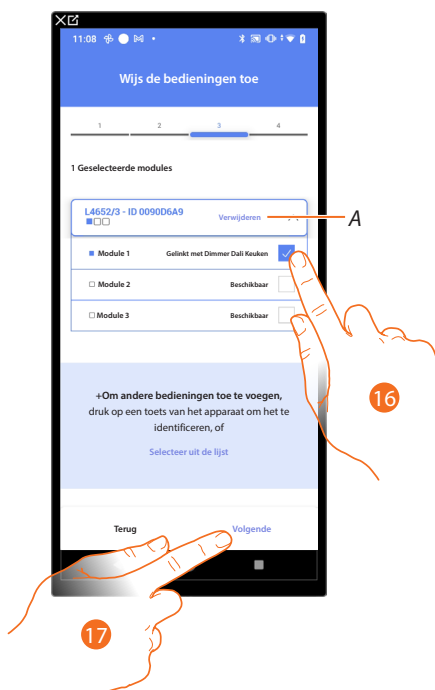 11:08
Wijs de bedieningen toe
1 2 3 4
1 Geselecteerde modules
L4652/3 - ID 0090D6A9
Verwijderen
A
Module 1 Gelinkt met Dimmer Dali Keuken
Module 2 Beschikbaar
Module 3 Beschikbaar
16
+Om andere bedieningen toe te voegen,
druk op een toets van het apparaat om het te
identificeren, of
Selecteer uit de lijst
Terug Volgende
17